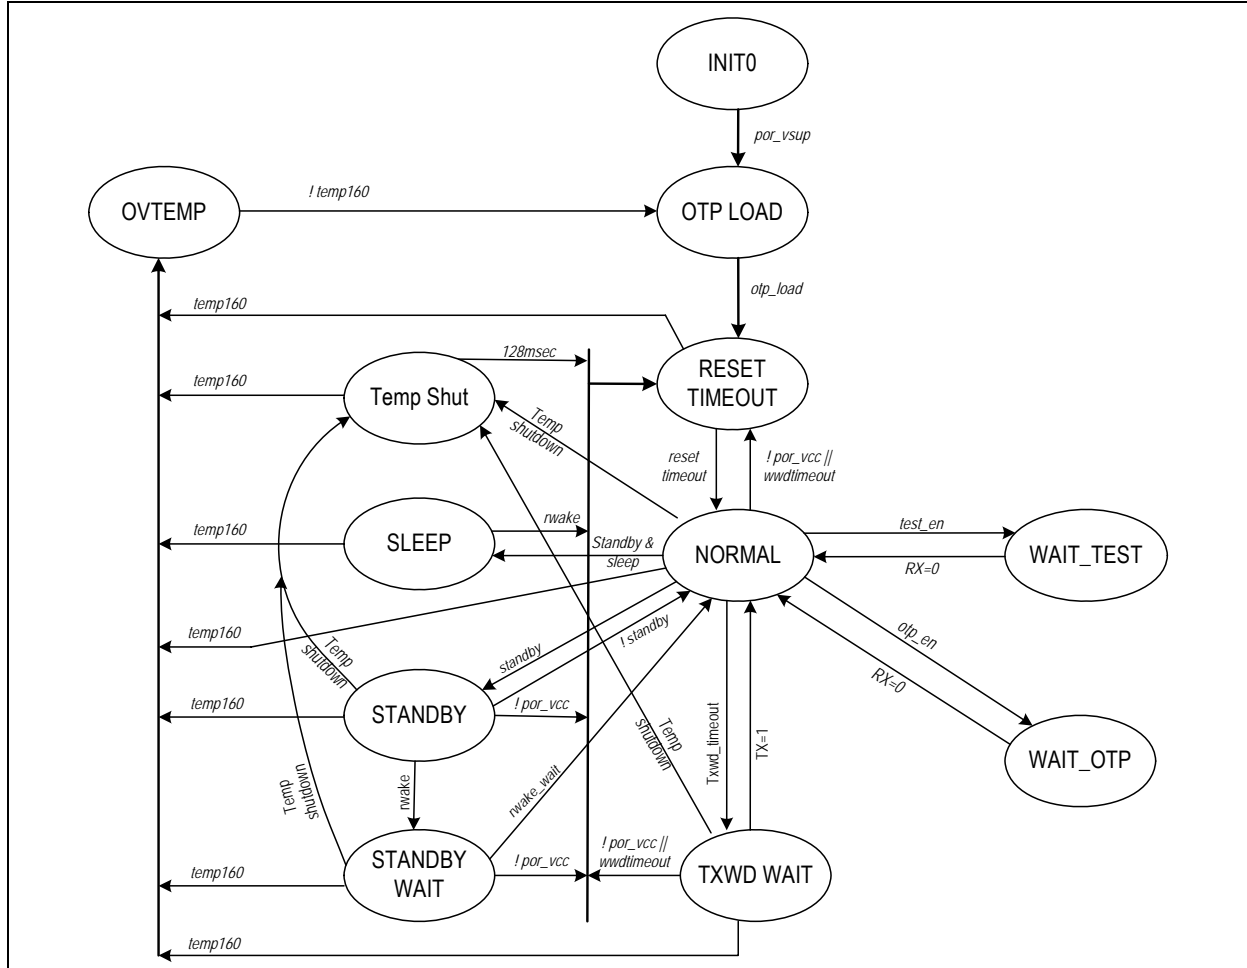 INIT0
por_vsup
OVTEMP
! temp160
OTP LOAD
otp_load
temp160
128msec
RESET
TIMEOUT
temp160
Temp Shut
Temp
shutdown
reset
timeout
! por_vcc ||
wwdtimeout
temp160
SLEEP
rwake
Standby &
sleep
NORMAL
test_en
RX=0
WAIT_TEST
temp160
Temp
shutdown
standby
! standby
otp_en
RX=0
temp160
STANDBY
! por_vcc
Temp
shutdown
Txwd_timeout
TX=1
WAIT_OTP
Temp
shutdown
rwake
rwake_wait
temp160
STANDBY
WAIT
! por_vcc
! por_vcc ||
wwdtimeout
TXWD WAIT
temp160